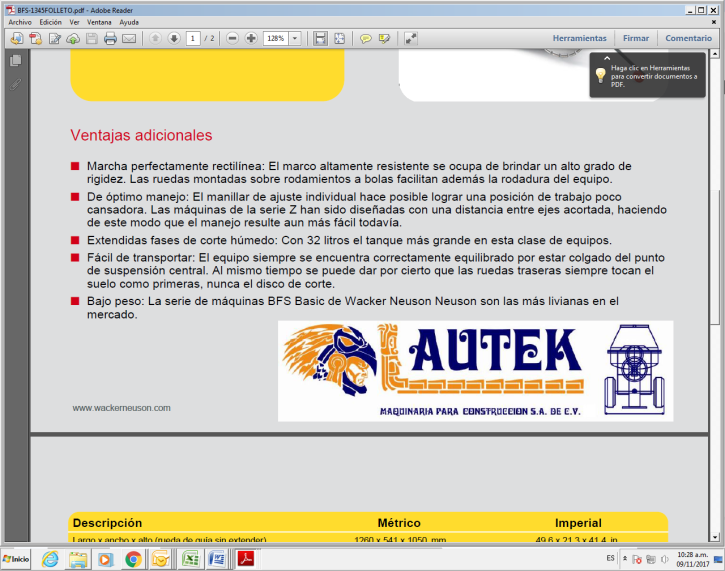 BFS-1345FOLLETO.pdf - Adobe Reader
Archivo Edición Ver Ventana Ayuda
1 / 2 128% Herramientas Firmar Comentario
Haga clic en Herramientas
para convertir documentos a
PDF.
Ventajas adicionales
Marcha perfectamente rectilínea: El marco altamente resistente se ocupa de brindar un alto grado de
rigidez. Las ruedas montadas sobre rodamientos a bolas facilitan además la rodadura del equipo.
De óptimo manejo: El manillar de ajuste individual hace posible lograr una posición de trabajo poco
cansadora. Las máquinas de la serie Z han sido diseñadas con una distancia entre ejes acortada, haciendo
de este modo que el manejo resulte aun más fácil todavía.
Extendidas fases de corte húmedo: Con 32 litros el tanque más grande en esta clase de equipos.
Fácil de transportar: El equipo siempre se encuentra correctamente equilibrado por estar colgado del punto
de suspensión central. Al mismo tiempo se puede dar por cierto que las ruedas traseras siempre tocan el
suelo como primeras, nunca el disco de corte.
Bajo peso: La serie de máquinas BFS Basic de Wacker Neuson Neuson son las más livianas en el
mercado.
LAUTEK
MAQUINARIA PARA CONSTRUCCION S.A. DE C.V.
www.wackerneuson.com
Descripción Métrico Imperial
Largo x ancho x alto (rueda de guia sin extender) 1260 x 541 x 1050 mm 49.6 x 21.3 x 41.4 in
Inicio ES 10:28 a.m.
09/11/2017